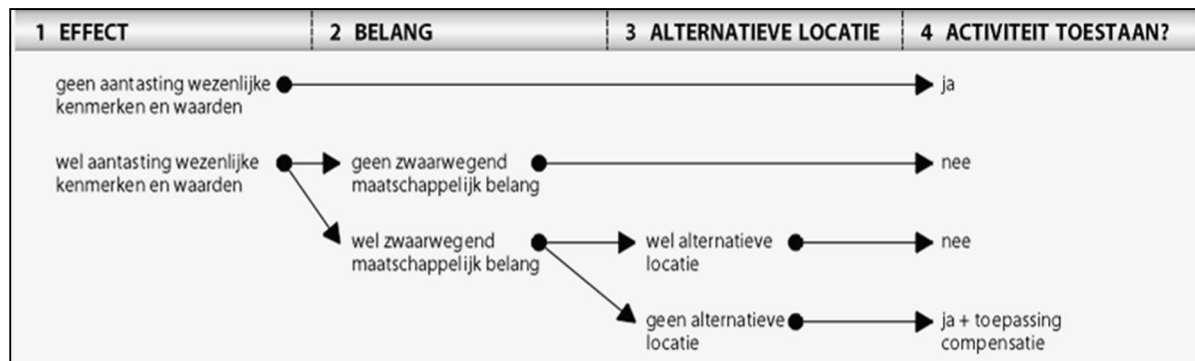 1 EFFECT
2 BELANG
3 ALTERNATIEVE LOCATIE
4 ACTIVITEIT TOESTAAN?
geen aantasting wezenlijke
kenmerken en waarden
ja
wel aantasting wezenlijke
kenmerken en waarden
geen zwaarwegend
maatschappelijk belang
nee
wel zwaarwegend
maatschappelijk belang
wel alternatieve
locatie
nee
geen alternatieve
locatie
ja + toepassing
compensatie